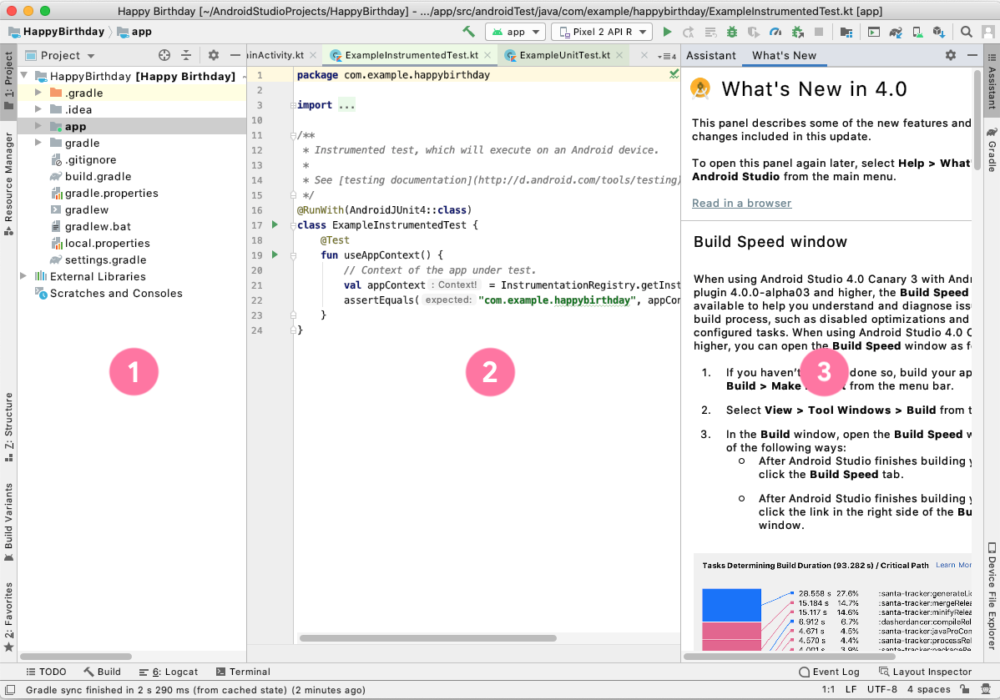 Happy Birthday [~/AndroidStudioProjects/HappyBirthday] - .../app/src/androidTest/java/com/example/happybirthday/ExampleInstrumentedTest.kt [app]
HappyBirthday
app
app
Pixel 2 API R
1: Project
Resource Manager
Z: Structure
Build Variants
2: Favorites
Project
HappyBirthday [Happy Birthday]
.gradle
.idea
app
gradle
.gitignore
build.gradle
gradle.properties
gradlew
gradlew.bat
local.properties
settings.gradle
External Libraries
Scratches and Consoles
1
inActivity.kt
ExampleInstrumentedTest.kt
ExampleUnitTest.kt
4
1 package com.example.happybirthday
2
3 import ...
10
11 /**
12 * Instrumented test, which will execute on an Android device.
13 *
14 * See [testing documentation](http://d.android.com/tools/testing)
15 */
16 @RunWith(AndroidJUnit4::class)
17 class ExampleInstrumentedTest {
18 @Test
19 fun useAppContext() {
20 // Context of the app under test.
21 val appContext : Context! = InstrumentationRegistry.getInst
22 assertEquals( expected: "com.example.happybirthday", appCon
23 }
24 }
2
Assistant
What's New
What's New in 4.0
This panel describes some of the new features and
changes included in this update.
To open this panel again later, select Help > What'
Android Studio from the main menu.
Read in a browser
Build Speed window
When using Android Studio 4.0 Canary 3 with Andr
plugin 4.0.0-alpha03 and higher, the Build Speed
available to help you understand and diagnose issu
build process, such as disabled optimizations and
configured tasks. When using Android Studio 4.0 C
higher, you can open the Build Speed window as fo
1. If you haven't done so, build your ap
Build > Make t from the menu bar.
3
2. Select View > Tool Windows > Build from t
3. In the Build window, open the Build Speed w
of the following ways:
After Android Studio finishes building y
click the Build Speed tab.
After Android Studio finishes building y
click the link in the right side of the Bu
window.
Tasks Determining Build Duration (93.282 s) / Critical Path Learn Mor
28.558 s 27.6% :santa-tracker:generateLic
15.184 s 14.7% :santa-tracker:mergeRelea
15.117 s 14.6% :santa-tracker:minifyRelea
6.912 s 6.7% :dasherdancer:compileRel
4.671 s 4.5% :santa-tracker:javaPreCom
4.570 s 4.4% :santa-tracker:processRel
4.001 s 3.9% :santa-tracker:packageRe
Assistant
Gradle
Device File Explorer
TODO
Build
6: Logcat
Terminal
Event Log
Layout Inspector
Gradle sync finished in 2 s 290 ms (from cached state) (2 minutes ago)
1:1 LF UTF-8 4 spaces